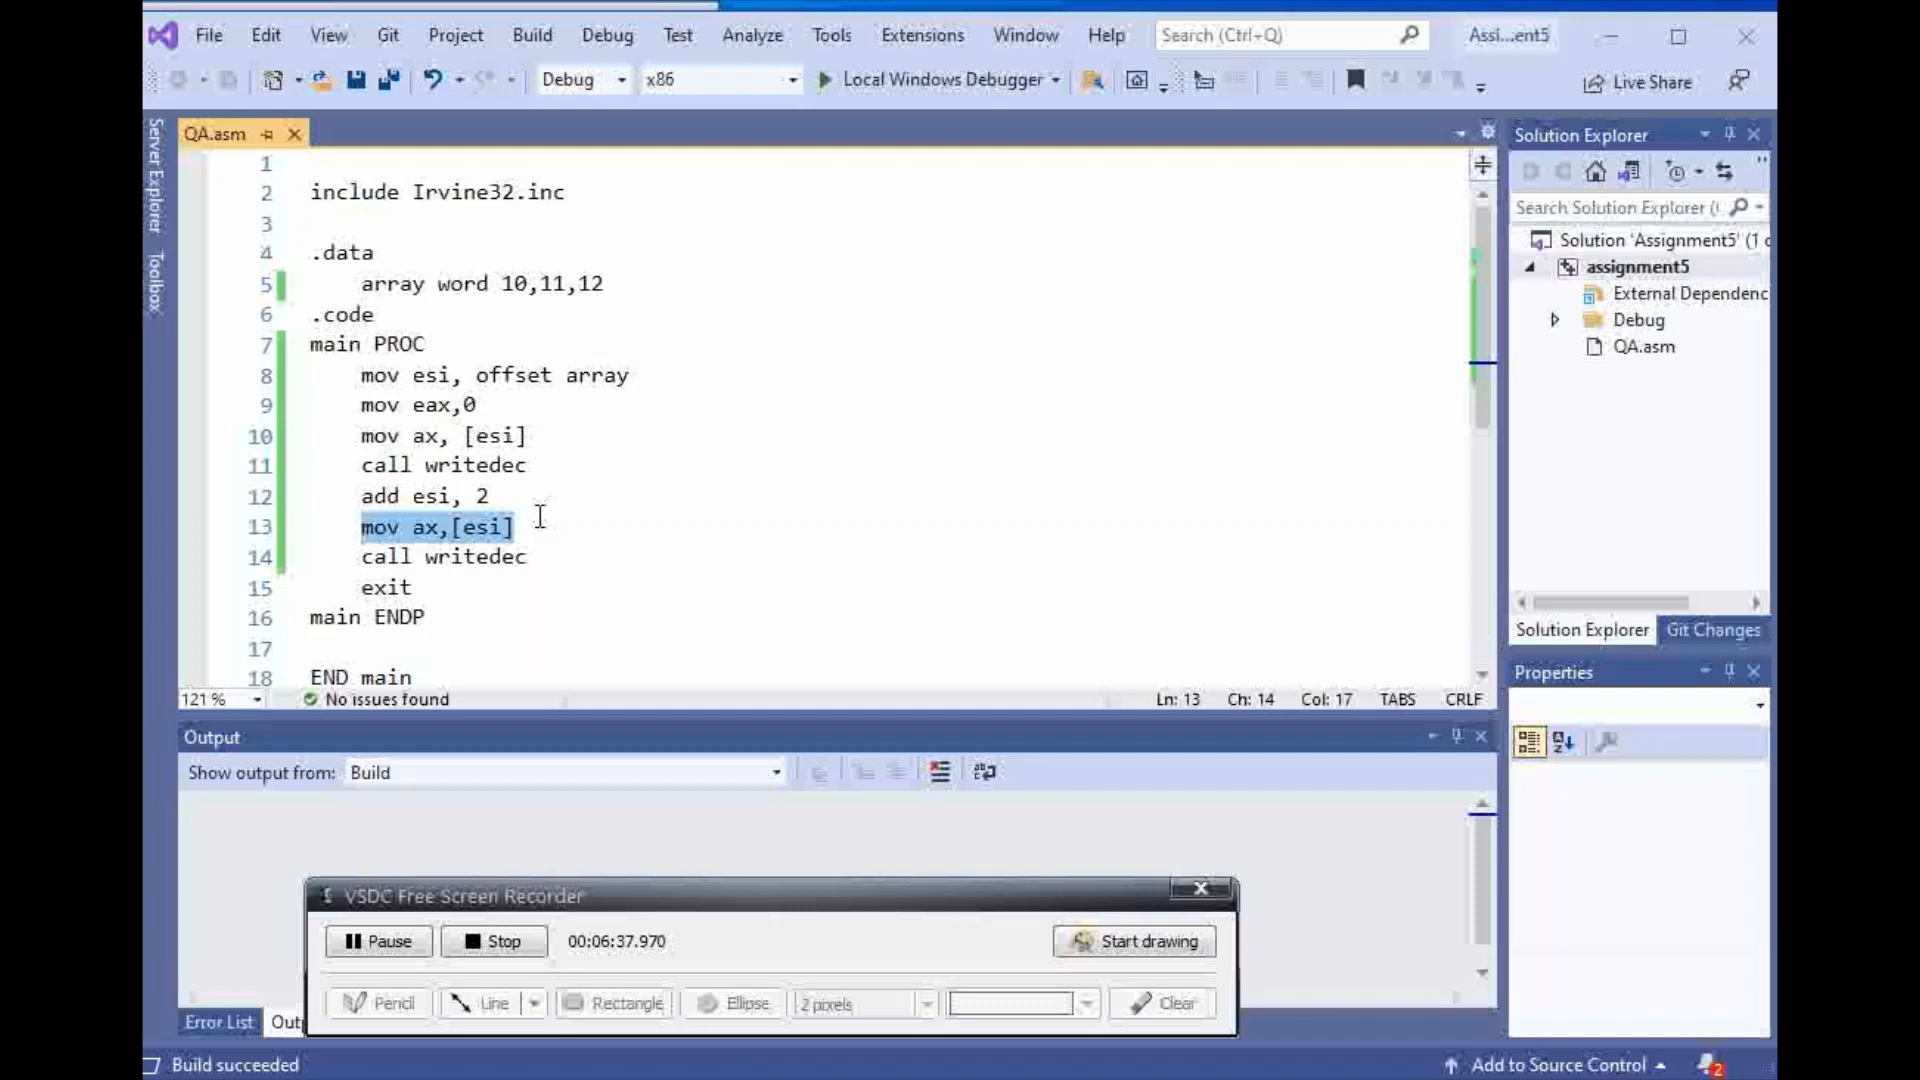 File Edit View Git Project Build Debug Test Analyze Tools Extensions Window Help Search (Ctrl+Q) Assi...ent5
Debug x86 Local Windows Debugger Live Share
Server Explorer
Toolbox
QA.asm
1
2 include Irvine32.inc
3
4 .data
5 array word 10,11,12
6 .code
7 main PROC
8 mov esi, offset array
9 mov eax,0
10 mov ax, [esi]
11 call writedec
12 add esi, 2
13 mov ax,[esi]
14 call writedec
15 exit
16 main ENDP
17
18 END main
121 % No issues found Ln: 13 Ch: 14 Col: 17 TABS CRLF
Solution Explorer
Search Solution Explorer (
Solution 'Assignment5' (1
assignment5
External Dependenc
Debug
QA.asm
Solution Explorer Git Changes
Properties
Output
Show output from: Build
VSDC Free Screen Recorder
Pause Stop 00:06:37.970 Start drawing
Pencil Line Rectangle Ellipse 2 pixels Clear
Error List Out
Build succeeded Add to Source Control 2